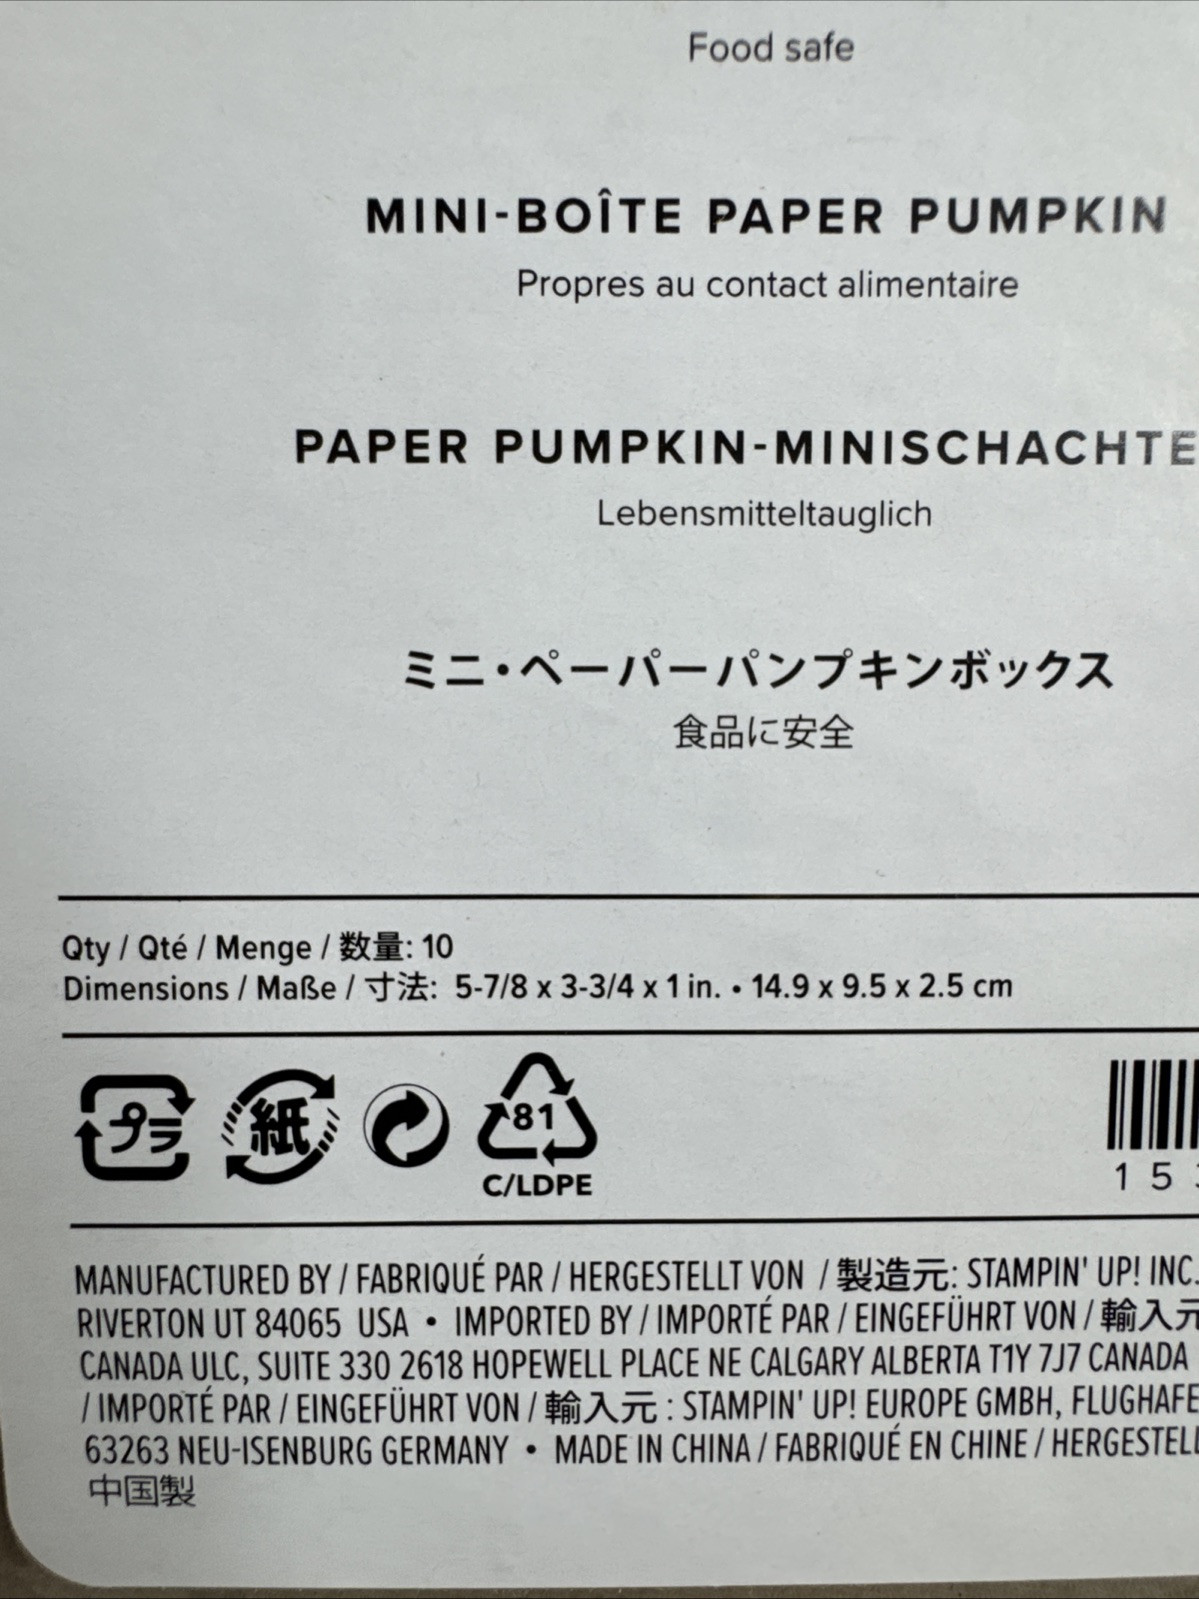 Food safe
MINI-BOÎTE PAPER PUMPKIN
Propres au contact alimentaire
PAPER PUMPKIN-MINISCHACHTE
Lebensmitteltauglich
ミニ・ペーパーパンプキンボックス
食品に安全
Qty / Qté / Menge / 数量: 10
Dimensions / Maße / 寸法: 5-7/8 x 3-3/4 x 1 in. • 14.9 x 9.5 x 2.5 cm
プラ
紙
81
C/LDPE
1 5
MANUFACTURED BY / FABRIQUÉ PAR / HERGESTELLT VON / 製造元: STAMPIN' UP! INC.
RIVERTON UT 84065 USA • IMPORTED BY / IMPORTÉ PAR / EINGEFÜHRT VON / 輸入元
CANADA ULC, SUITE 330 2618 HOPEWELL PLACE NE CALGARY ALBERTA T1Y 7J7 CANADA
/ IMPORTÉ PAR / EINGEFÜHRT VON / 輸入元 : STAMPIN' UP! EUROPE GMBH, FLUGHAFE
63263 NEU-ISENBURG GERMANY • MADE IN CHINA / FABRIQUÉ EN CHINE / HERGESTELL
中国製